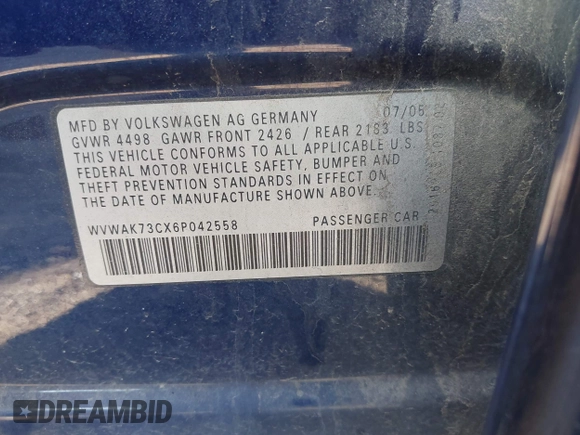 MFD BY VOLKSWAGEN AG GERMANY 07/05
GVWR 4498 GAWR FRONT 2426 / REAR 2183 LBS
THIS VEHICLE CONFORMS TO ALL APPLICABLE U.S.
FEDERAL MOTOR VEHICLE SAFETY, BUMPER AND
THEFT PREVENTION STANDARDS IN EFFECT ON
THE DATE OF MANUFACTURE SHOWN ABOVE.
WVWAK73CX6P042558 PASSENGER CAR
DREAMBID